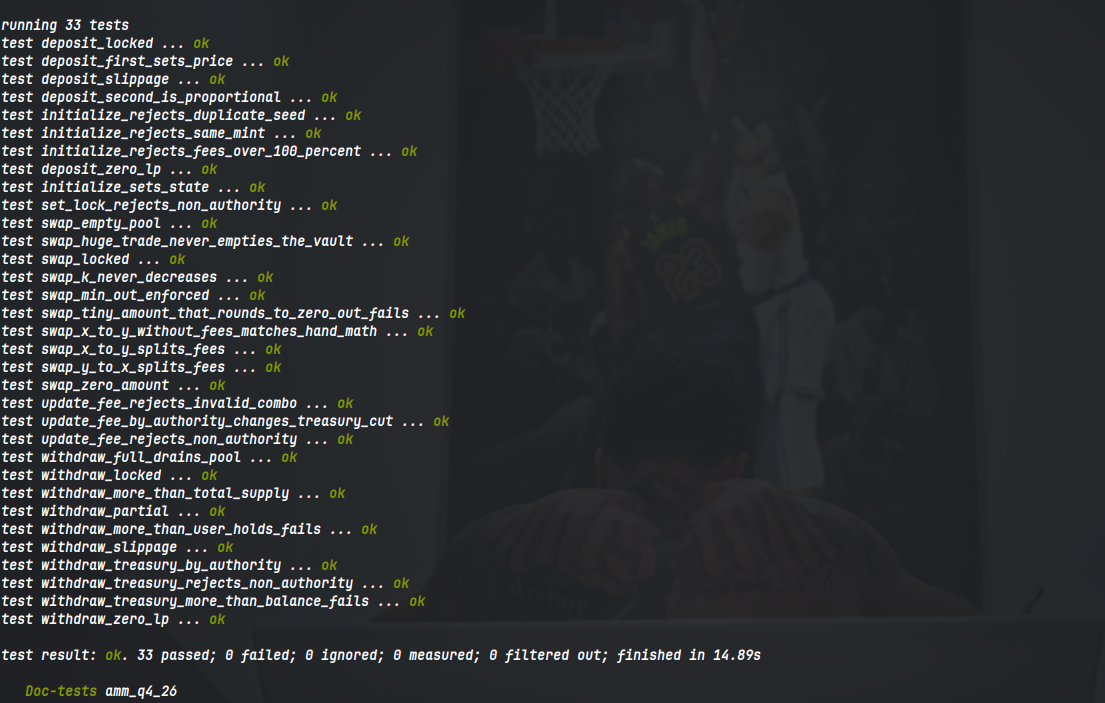 running 33 tests
test deposit_locked ... ok
test deposit_first_sets_price ... ok
test deposit_slippage ... ok
test deposit_second_is_proportional ... ok
test initialize_rejects_duplicate_seed ... ok
test initialize_rejects_same_mint ... ok
test initialize_rejects_fees_over_100_percent ... ok
test deposit_zero_lp ... ok
test initialize_sets_state ... ok
test set_lock_rejects_non_authority ... ok
test swap_empty_pool ... ok
test swap_huge_trade_never_empties_the_vault ... ok
test swap_locked ... ok
test swap_k_never_decreases ... ok
test swap_min_out_enforced ... ok
test swap_tiny_amount_that_rounds_to_zero_out_fails ... ok
test swap_x_to_y_without_fees_matches_hand_math ... ok
test swap_x_to_y_splits_fees ... ok
test swap_y_to_x_splits_fees ... ok
test swap_zero_amount ... ok
test update_fee_rejects_invalid_combo ... ok
test update_fee_by_authority_changes_treasury_cut ... ok
test update_fee_rejects_non_authority ... ok
test withdraw_full_drains_pool ... ok
test withdraw_locked ... ok
test withdraw_more_than_total_supply ... ok
test withdraw_partial ... ok
test withdraw_more_than_user_holds_fails ... ok
test withdraw_slippage ... ok
test withdraw_treasury_by_authority ... ok
test withdraw_treasury_rejects_non_authority ... ok
test withdraw_treasury_more_than_balance_fails ... ok
test withdraw_zero_lp ... ok
test result: ok. 33 passed; 0 failed; 0 ignored; 0 measured; 0 filtered out; finished in 14.89s
Doc-tests amm_q4_26
JAMES
23